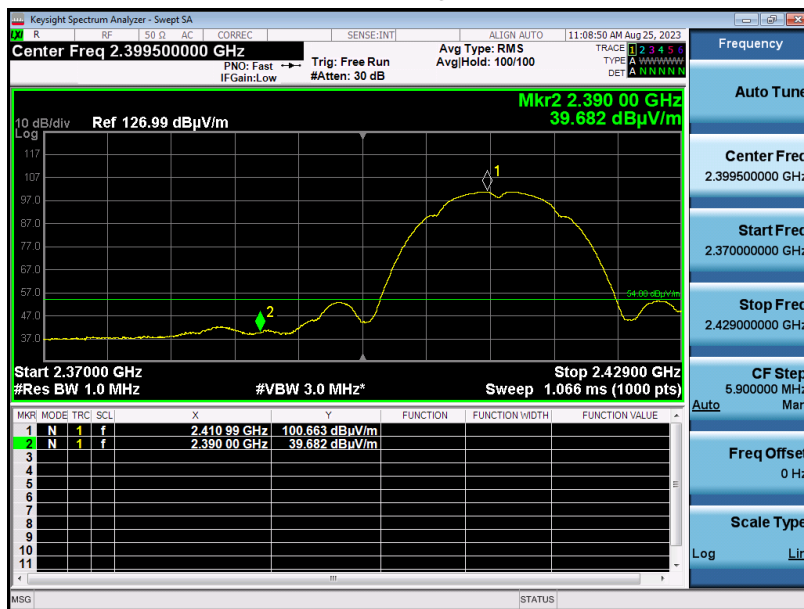 Keysight Spectrum Analyzer - Swept SA
LXI R RF 50 Ω AC CORREC SENSE:INT ALIGN AUTO 11:08:50 AM Aug 25, 2023
Center Freq 2.399500000 GHz
PNO: Fast
IFGain:Low
Trig: Free Run
#Atten: 30 dB
Avg Type: RMS
Avg|Hold: 100/100
TRACE 1 2 3 4 5 6
TYPE A WWWWW
DET A N N N N N
Mkr2 2.390 00 GHz
39.682 dBµV/m
10 dB/div Ref 126.99 dBµV/m
Log
117
107
97.0
87.0
77.0
67.0
57.0
47.0
37.0
1
2
54.00 dBµV/m
Start 2.37000 GHz Stop 2.42900 GHz
#Res BW 1.0 MHz #VBW 3.0 MHz* Sweep 1.066 ms (1000 pts)
MKR MODE TRC SCL X Y FUNCTION FUNCTION WIDTH FUNCTION VALUE
1 N 1 f 2.410 99 GHz 100.663 dBµV/m
2 N 1 f 2.390 00 GHz 39.682 dBµV/m
3
4
5
6
7
8
9
10
11
MSG STATUS
Frequency
Auto Tune
Center Freq
2.399500000 GHz
Start Freq
2.370000000 GHz
Stop Freq
2.429000000 GHz
CF Step
5.900000 MHz
Auto Man
Freq Offset
0 Hz
Scale Type
Log Lin